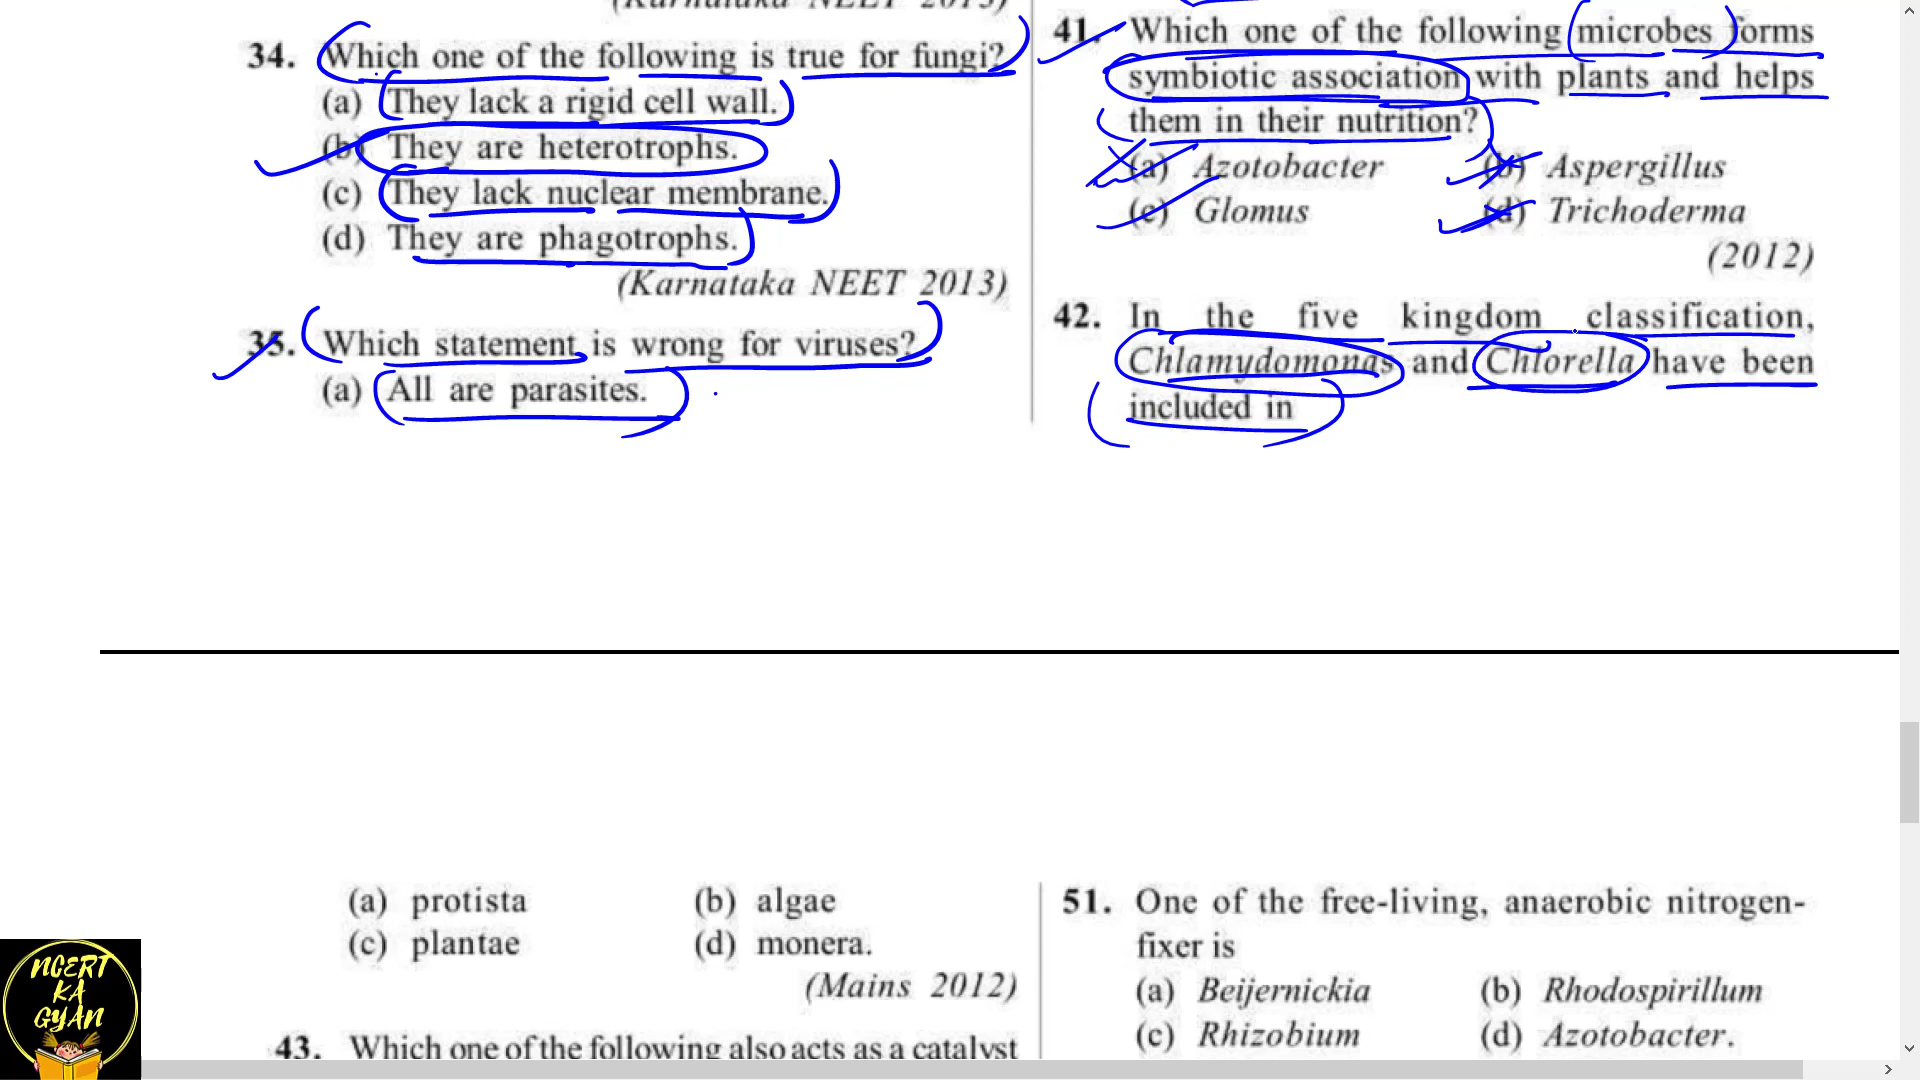 (Karnataka NEET 2013)
34. Which one of the following is true for fungi?
(a) They lack a rigid cell wall.
(b) They are heterotrophs.
(c) They lack nuclear membrane.
(d) They are phagotrophs.
(Karnataka NEET 2013)
35. Which statement is wrong for viruses?
(a) All are parasites.
41. Which one of the following microbes forms
symbiotic association with plants and helps
them in their nutrition?
(a) Azotobacter (b) Aspergillus
(c) Glomus (d) Trichoderma
(2012)
42. In the five kingdom classification,
Chlamydomonas and Chlorella have been
included in
(a) protista (b) algae
(c) plantae (d) monera.
(Mains 2012)
43. Which one of the following also acts as a catalyst
51. One of the free-living, anaerobic nitrogen-
fixer is
(a) Beijernickia (b) Rhodospirillum
(c) Rhizobium (d) Azotobacter.
NCERT
KA
GYAN